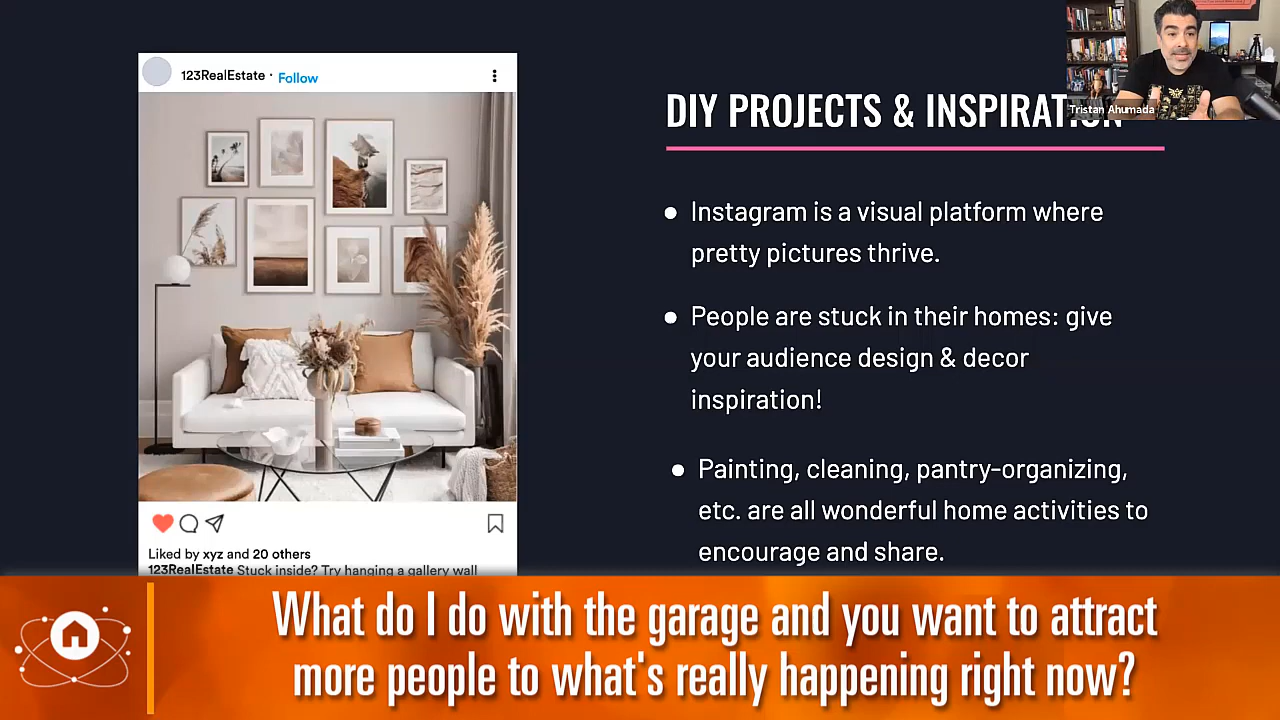 123RealEstate · Follow
DIY PROJECTS & INSPIRATION
Tristan Ahumada
Instagram is a visual platform where
pretty pictures thrive.
People are stuck in their homes: give
your audience design & decor
inspiration!
Painting, cleaning, pantry-organizing,
etc. are all wonderful home activities to
encourage and share.
Liked by xyz and 20 others
123RealEstate Stuck inside? Try hanging a gallery wall
What do I do with the garage and you want to attract
more people to what's really happening right now?